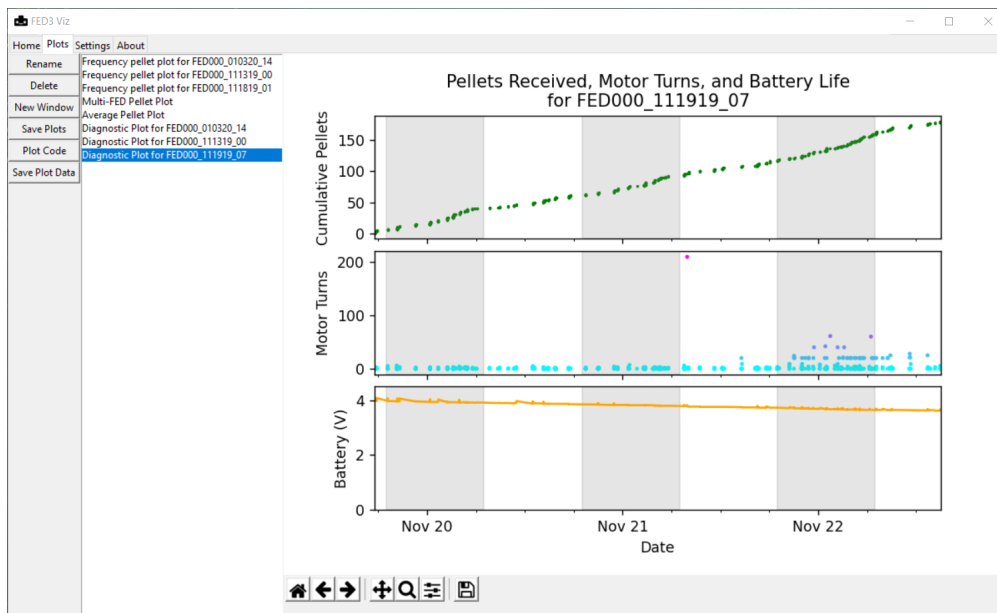 FED3 Viz
Home Plots Settings About
Rename
Delete
New Window
Save Plots
Plot Code
Save Plot Data
Frequency pellet plot for FED000_010320_14
Frequency pellet plot for FED000_111319_00
Frequency pellet plot for FED000_111819_01
Multi-FED Pellet Plot
Average Pellet Plot
Diagnostic Plot for FED000_010320_14
Diagnostic Plot for FED000_111319_00
Diagnostic Plot for FED000_111919_07
Pellets Received, Motor Turns, and Battery Life
for FED000_111919_07
Cumulative Pellets
150
100
50
0
Motor Turns
200
100
0
Battery (V)
4
2
0
Nov 20 Nov 21 Nov 22
Date